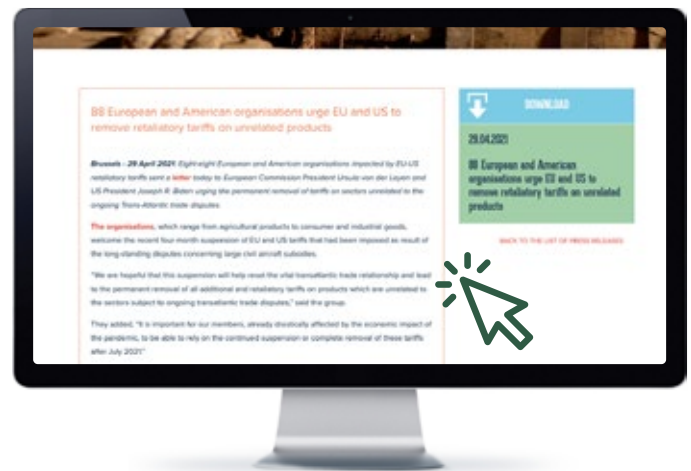 88 European and American organisations urge EU and US to
remove retaliatory tariffs on unrelated products
Brussels - 29 April 2021: Eight-eight European and American organisations impacted by EU-US
retaliatory tariffs sent a letter today to European Commission President Ursula von der Leyen and
US President Joseph R. Biden urging the permanent removal of tariffs on sectors unrelated to the
ongoing Trans-Atlantic trade disputes.
The organisations, which range from agricultural products to consumer and industrial goods,
welcome the recent four-month suspension of EU and US tariffs that had been imposed as result of
the long-standing disputes concerning large civil aircraft subsidies.
"We are hopeful that this suspension will help reset the vital transatlantic trade relationship and lead
to the permanent removal of all additional and retaliatory tariffs on products which are unrelated to
the sectors subject to ongoing transatlantic trade disputes," said the group.
They added, "It is important for our members, already drastically affected by the economic impact of
the pandemic, to be able to rely on the continued suspension or complete removal of these tariffs
after July 2021."
DOWNLOAD
29.04.2021
88 European and American
organisations urge EU and US to
remove retaliatory tariffs on unrelated
products
BACK TO THE LIST OF PRESS RELEASES